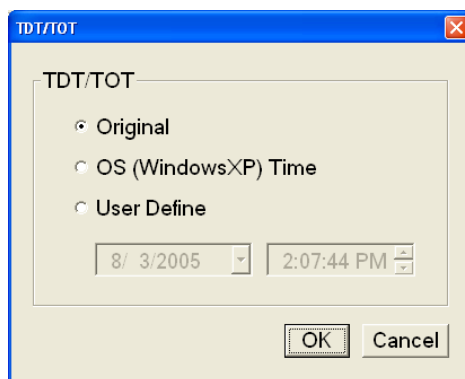 TDT/TOT
TDT/TOT
Original
OS (WindowsXP) Time
User Define
8/ 3/2005 2:07:44 PM
OK Cancel